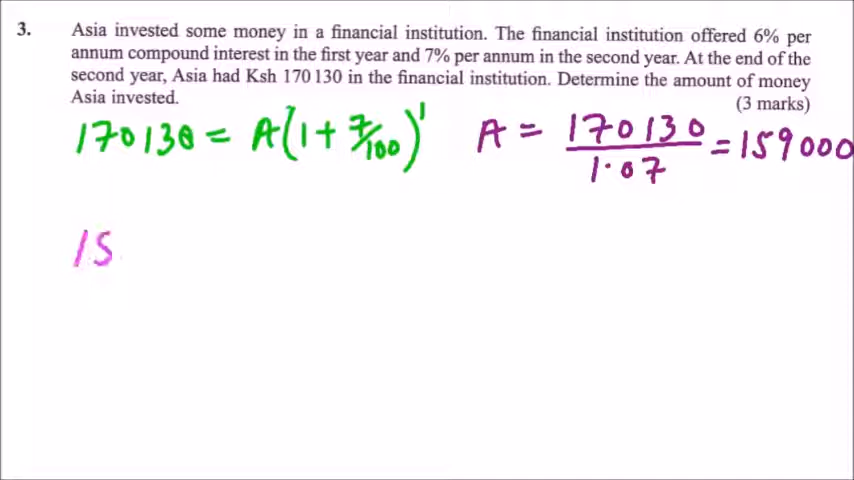 3. Asia invested some money in a financial institution. The financial institution offered 6% per
annum compound interest in the first year and 7% per annum in the second year. At the end of the
second year, Asia had Ksh 170 130 in the financial institution. Determine the amount of money
Asia invested. (3 marks)
170130 = A(1 + 7/100)^1 A = 170130/1.07 = 159000
15